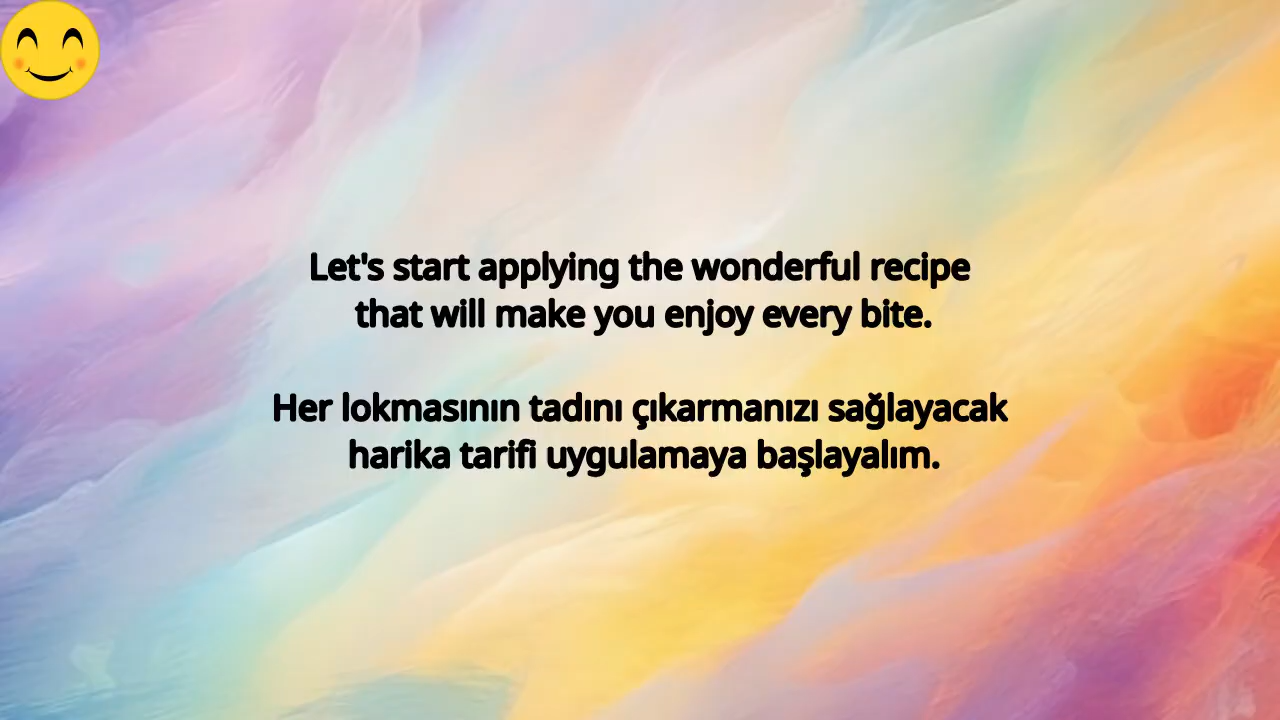 Let's start applying the wonderful recipe
that will make you enjoy every bite.
Her lokmasının tadını çıkarmanızı sağlayacak
harika tarifi uygulamaya başlayalım.